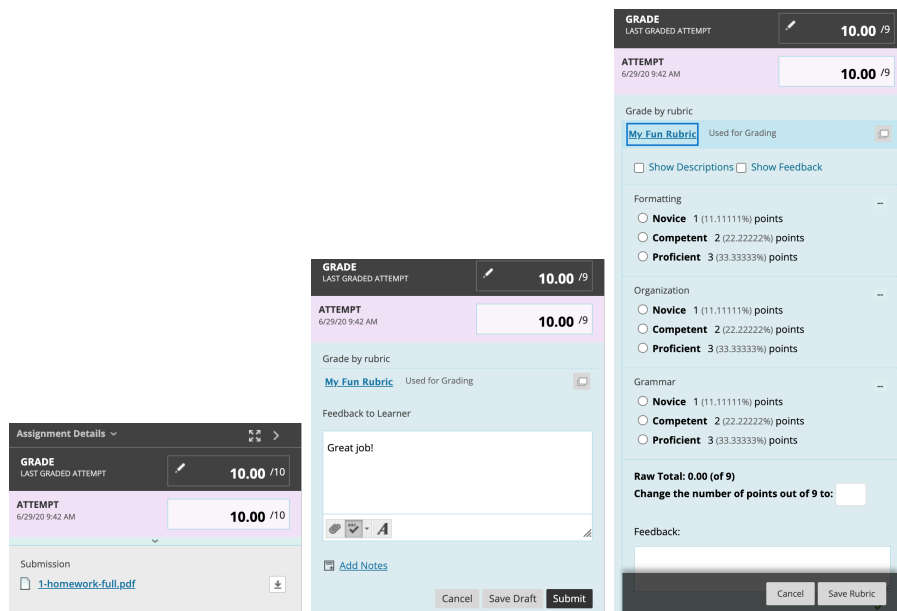 Assignment Details
GRADE
LAST GRADED ATTEMPT
10.00 /10
ATTEMPT
6/29/20 9:42 AM
10.00 /10
Submission
1-homework-full.pdf
GRADE
LAST GRADED ATTEMPT
10.00 /9
ATTEMPT
6/29/20 9:42 AM
10.00 /9
Grade by rubric
My Fun Rubric Used for Grading
Feedback to Learner
Great job!
A
Add Notes
Cancel Save Draft Submit
GRADE
LAST GRADED ATTEMPT
10.00 /9
ATTEMPT
6/29/20 9:42 AM
10.00 /9
Grade by rubric
My Fun Rubric Used for Grading
Show Descriptions Show Feedback
Formatting --
Novice 1 (11.11111%) points
Competent 2 (22.22222%) points
Proficient 3 (33.33333%) points
Organization --
Novice 1 (11.11111%) points
Competent 2 (22.22222%) points
Proficient 3 (33.33333%) points
Grammar --
Novice 1 (11.11111%) points
Competent 2 (22.22222%) points
Proficient 3 (33.33333%) points
Raw Total: 0.00 (of 9)
Change the number of points out of 9 to:
Feedback:
Cancel Save Rubric